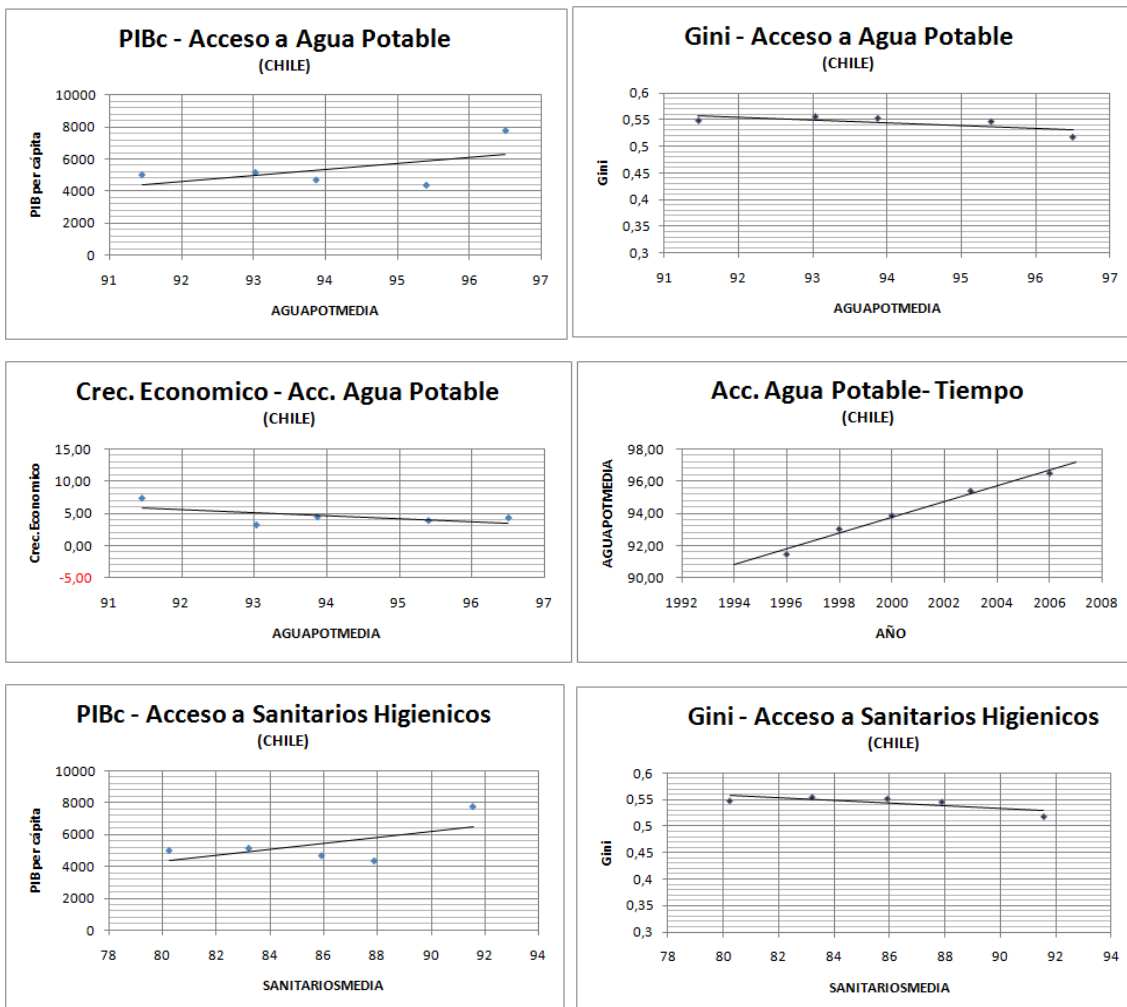 PIBc - Acceso a Agua Potable
(CHILE)
10000
8000
6000
4000
2000
0
PIB per cápita
91 92 93 94 95 96 97
AGUAPOTMEDIA
Gini - Acceso a Agua Potable
(CHILE)
0,6
0,55
0,5
0,45
0,4
0,35
0,3
Gini
91 92 93 94 95 96 97
AGUAPOTMEDIA
Crec. Economico - Acc. Agua Potable
(CHILE)
15,00
10,00
5,00
0,00
-5,00
Crec. Economico
91 92 93 94 95 96 97
AGUAPOTMEDIA
Acc. Agua Potable- Tiempo
(CHILE)
98,00
96,00
94,00
92,00
90,00
AGUAPOTMEDIA
1992 1994 1996 1998 2000 2002 2004 2006 2008
AÑO
PIBc - Acceso a Sanitarios Higienicos
(CHILE)
10000
8000
6000
4000
2000
0
PIB per cápita
78 80 82 84 86 88 90 92 94
SANITARIOSMEDIA
Gini - Acceso a Sanitarios Higienicos
(CHILE)
0,6
0,55
0,5
0,45
0,4
0,35
0,3
Gini
78 80 82 84 86 88 90 92 94
SANITARIOSMEDIA